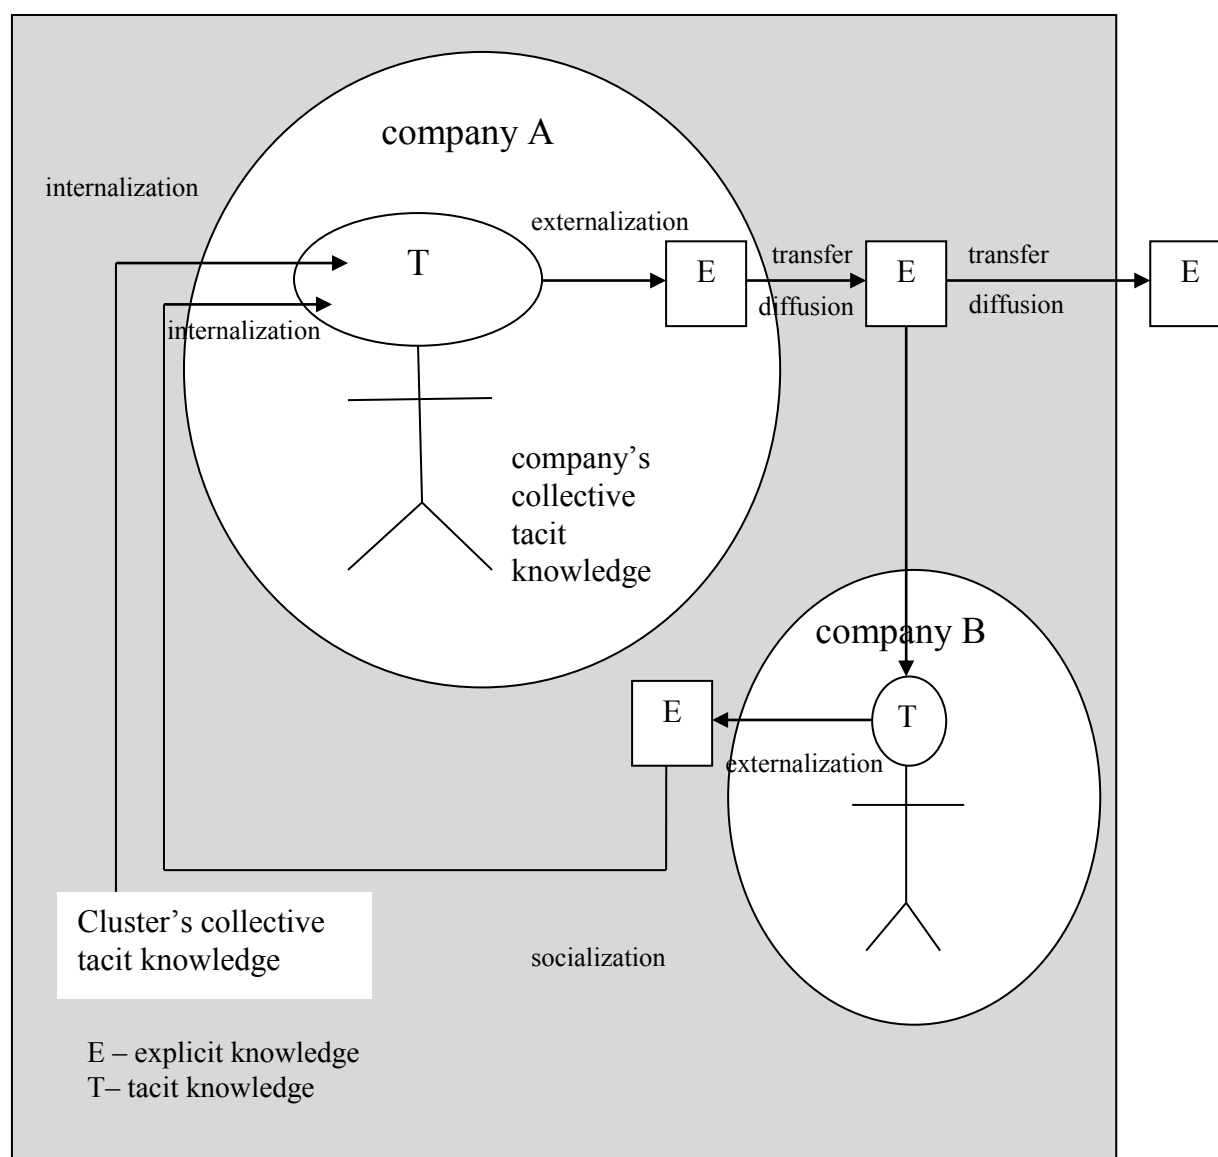 company A
internalization
externalization
T
E
transfer
E
transfer
E
diffusion
diffusion
internalization
company's
collective
tacit
knowledge
company B
E
T
externalization
Cluster's collective
tacit knowledge
socialization
E – explicit knowledge
T– tacit knowledge